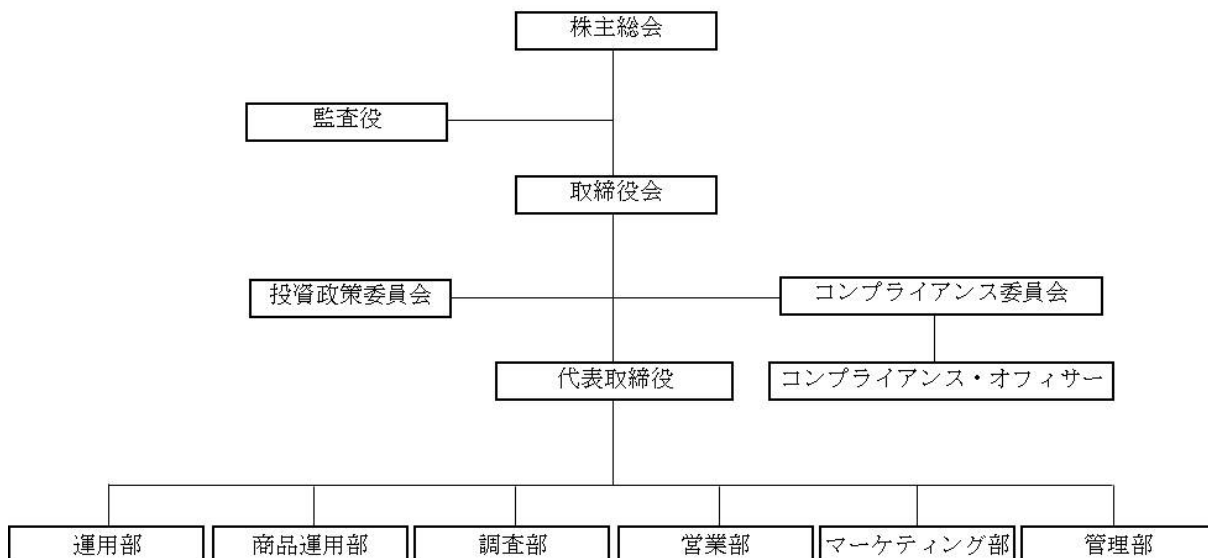 株主総会
監査役
取締役会
投資政策委員会
コンプライアンス委員会
代表取締役
コンプライアンス・オフィサー
運用部
商品運用部
調査部
営業部
マーケティング部
管理部